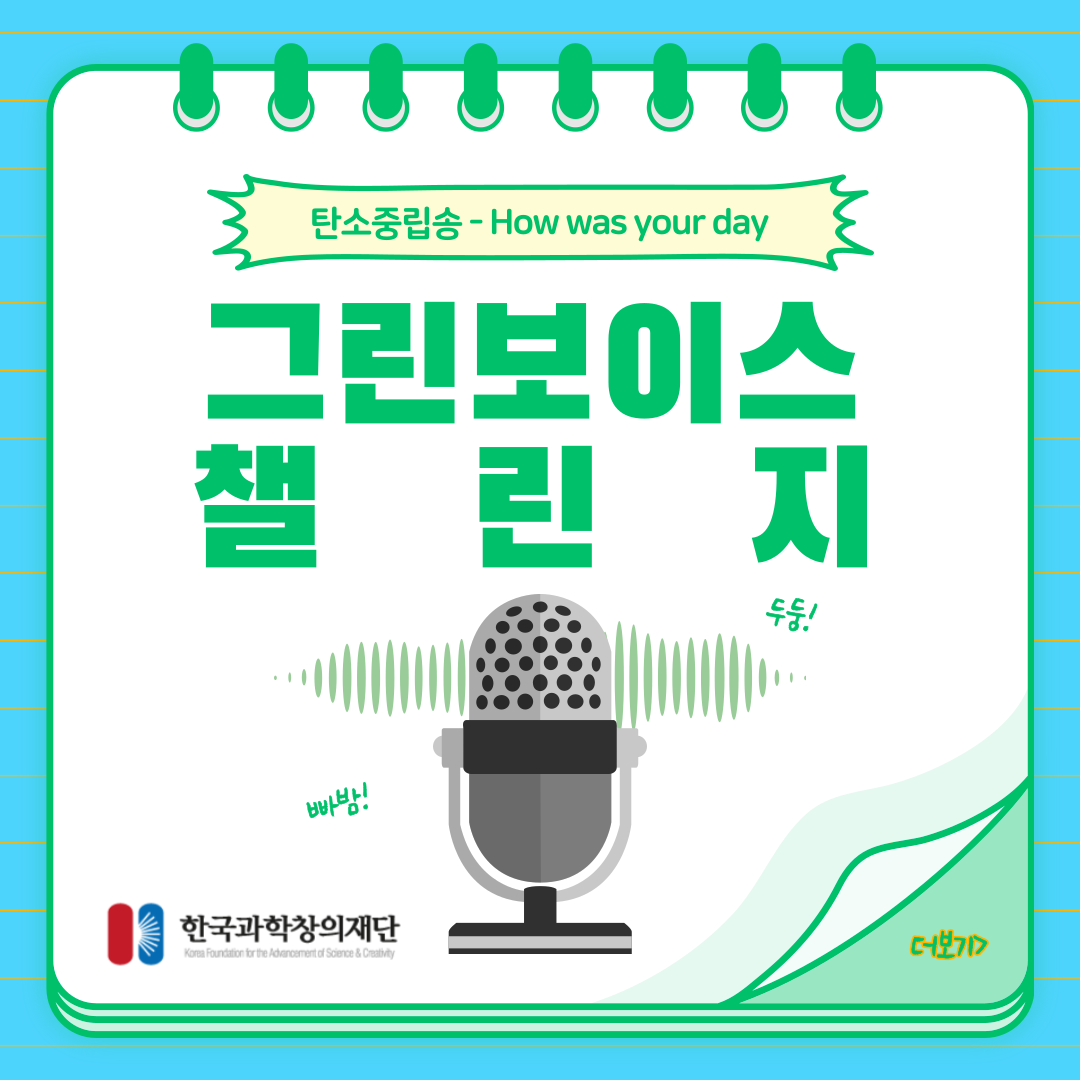 탄소중립송 - How was your day
그린보이스
챌 린 지
두둥!
빠밤!
한국과학창의재단
Korea Foundation for the Advancement of Science & Creativity
더보기>